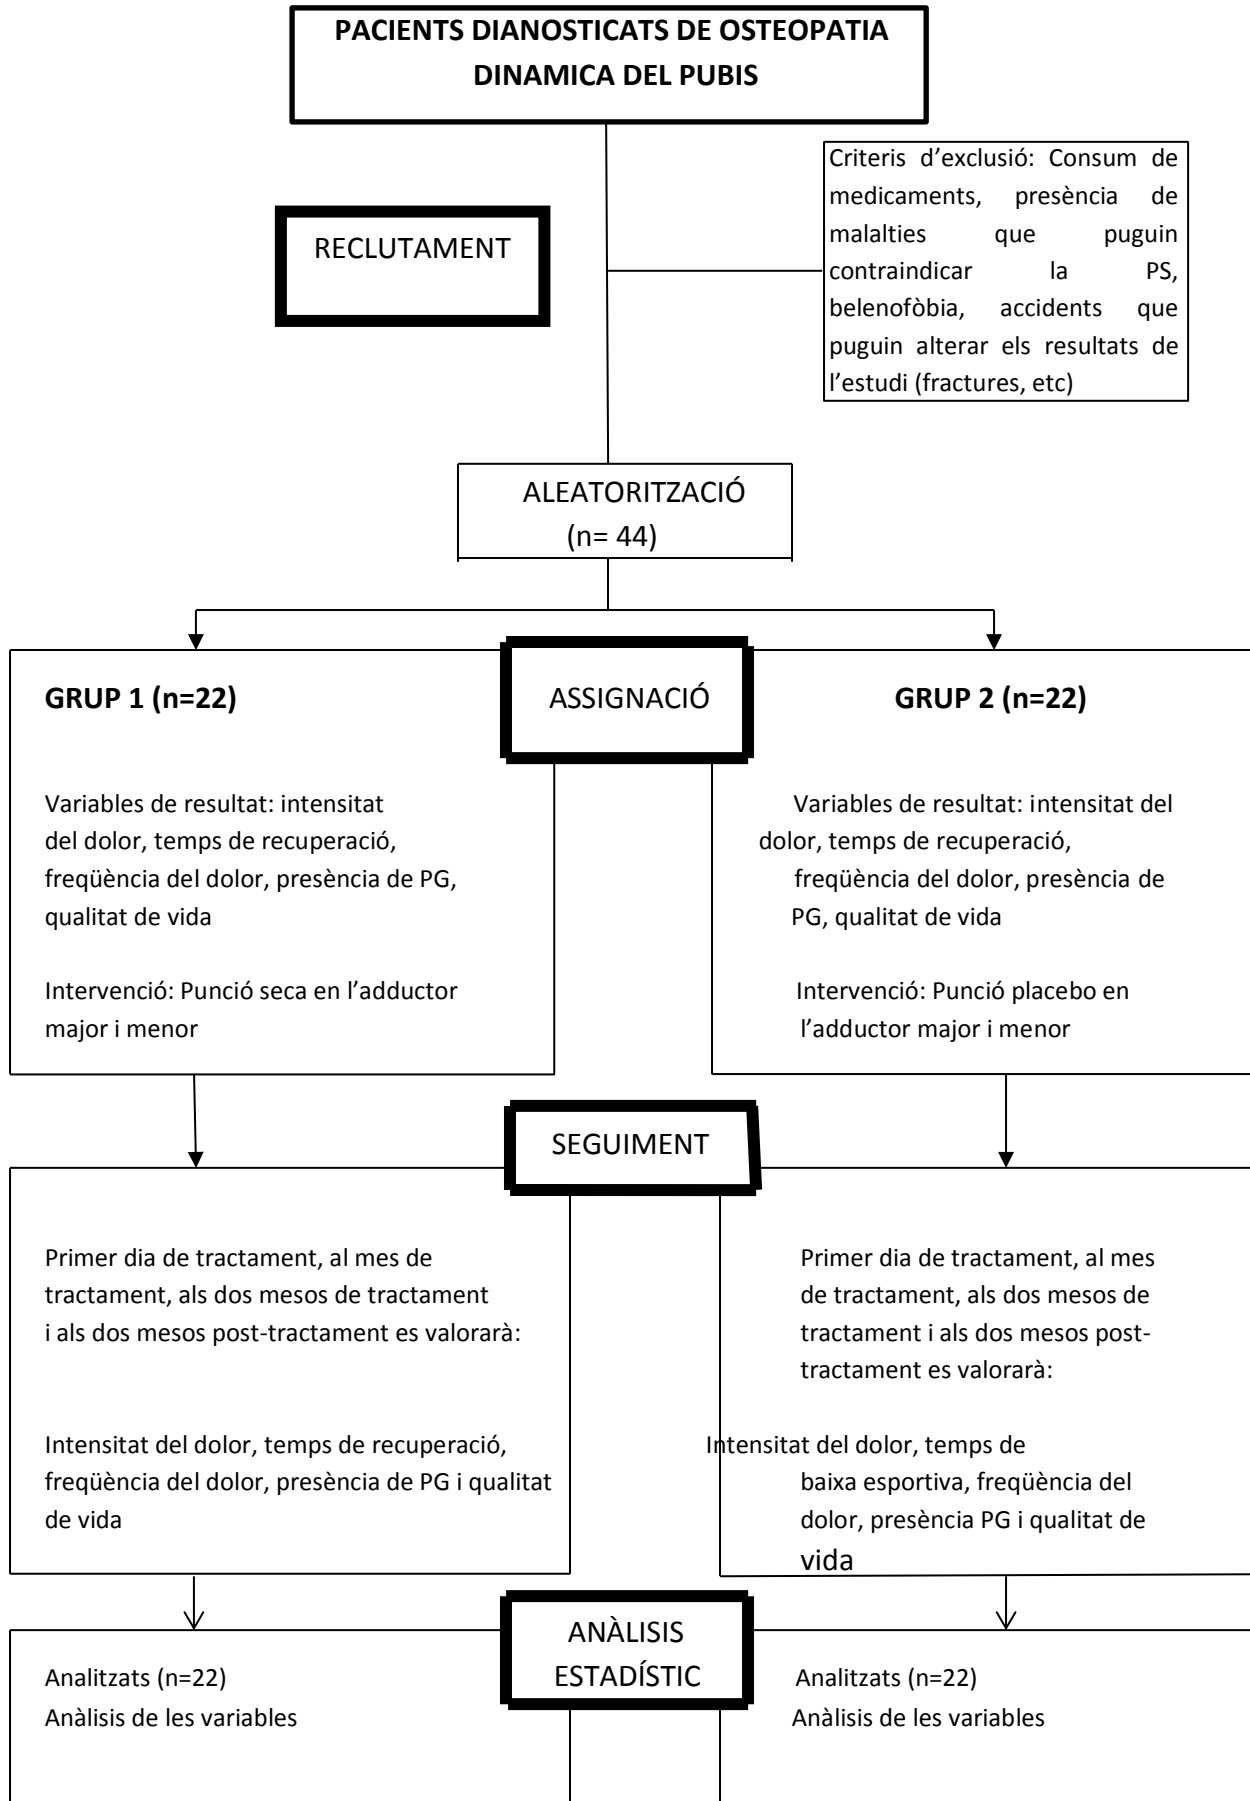 PACIENTS DIANOSTICATS DE OSTEOPATIA
DINAMICA DEL PUBIS
Criteris d’exclusió: Consum de
medicaments, presència de
malalties que puguin
contraindicar la PS,
belenofòbia, accidents que
puguin alterar els resultats de
l’estudi (fractures, etc)
RECLUTAMENT
ALEATORITZACIÓ
(n= 44)
ASSIGNACIÓ
GRUP 1 (n=22)
Variables de resultat: intensitat
del dolor, temps de recuperació,
freqüència del dolor, presència de PG,
qualitat de vida
Intervenció: Punció seca en l’adductor
major i menor
GRUP 2 (n=22)
Variables de resultat: intensitat del
dolor, temps de recuperació,
freqüència del dolor, presència de
PG, qualitat de vida
Intervenció: Punció placebo en
l’adductor major i menor
SEGUIMENT
Primer dia de tractament, al mes de
tractament, als dos mesos de tractament
i als dos mesos post-tractament es valorarà:
Intensitat del dolor, temps de recuperació,
freqüència del dolor, presència de PG i qualitat
de vida
Primer dia de tractament, al mes
de tractament, als dos mesos de
tractament i als dos mesos post-
tractament es valorarà:
Intensitat del dolor, temps de
baixa esportiva, freqüència del
dolor, presència PG i qualitat de
vida
ANÀLISIS
ESTADÍSTIC
Analitzats (n=22)
Anàlisis de les variables
Analitzats (n=22)
Anàlisis de les variables